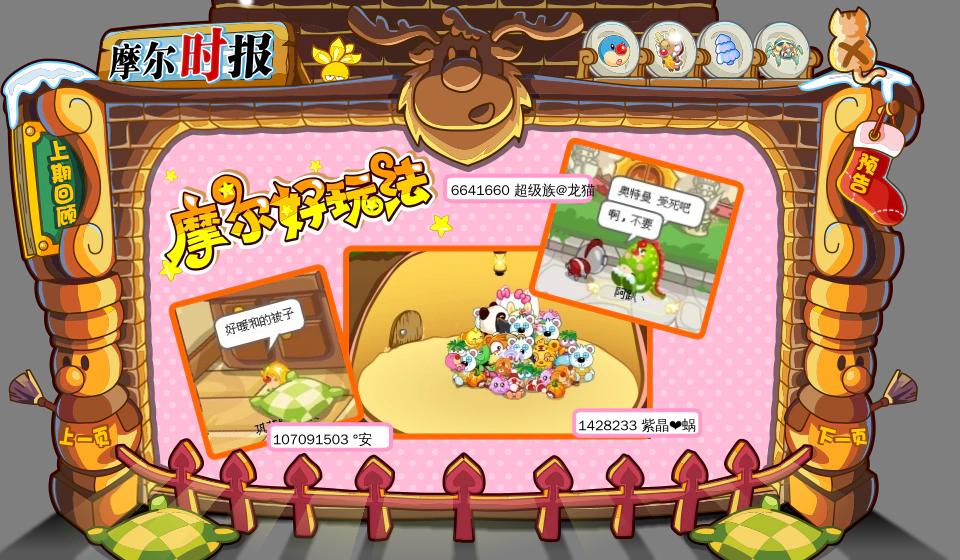 摩尔时报
上期回顾
预告
摩尔好玩法
6641660 超级族@龙猫
奥特曼 受死吧
啊，不要
阿趴丶
好暖和的被子
107091503 °安
1428233 紫晶❤蜗
上一页
下一页